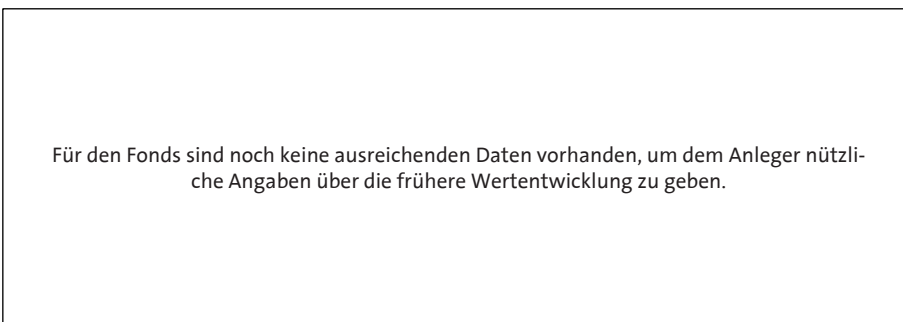 Für den Fonds sind noch keine ausreichenden Daten vorhanden, um dem Anleger nützli-
che Angaben über die frühere Wertentwicklung zu geben.